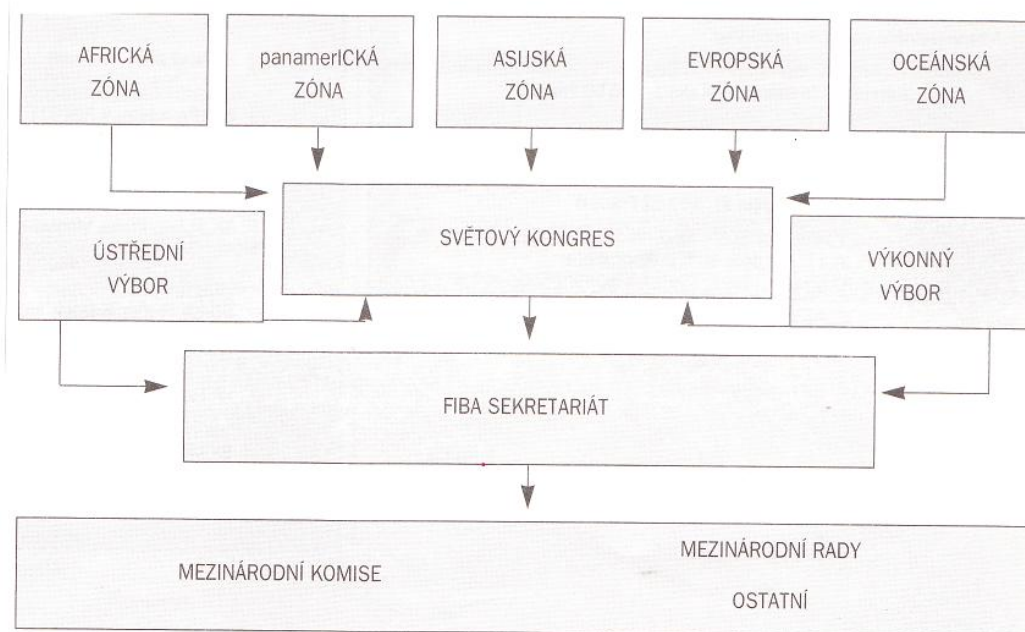 AFRICKÁ
ZÓNA
panamerICKÁ
ZÓNA
ASIJSKÁ
ZÓNA
EVROPSKÁ
ZÓNA
OCEÁNSKÁ
ZÓNA
SVĚTOVÝ KONGRES
ÚSTŘEDNÍ
VÝBOR
VÝKONNÝ
VÝBOR
FIBA SEKRETARIÁT
MEZINÁRODNÍ KOMISE
MEZINÁRODNÍ RADY
OSTATNÍ